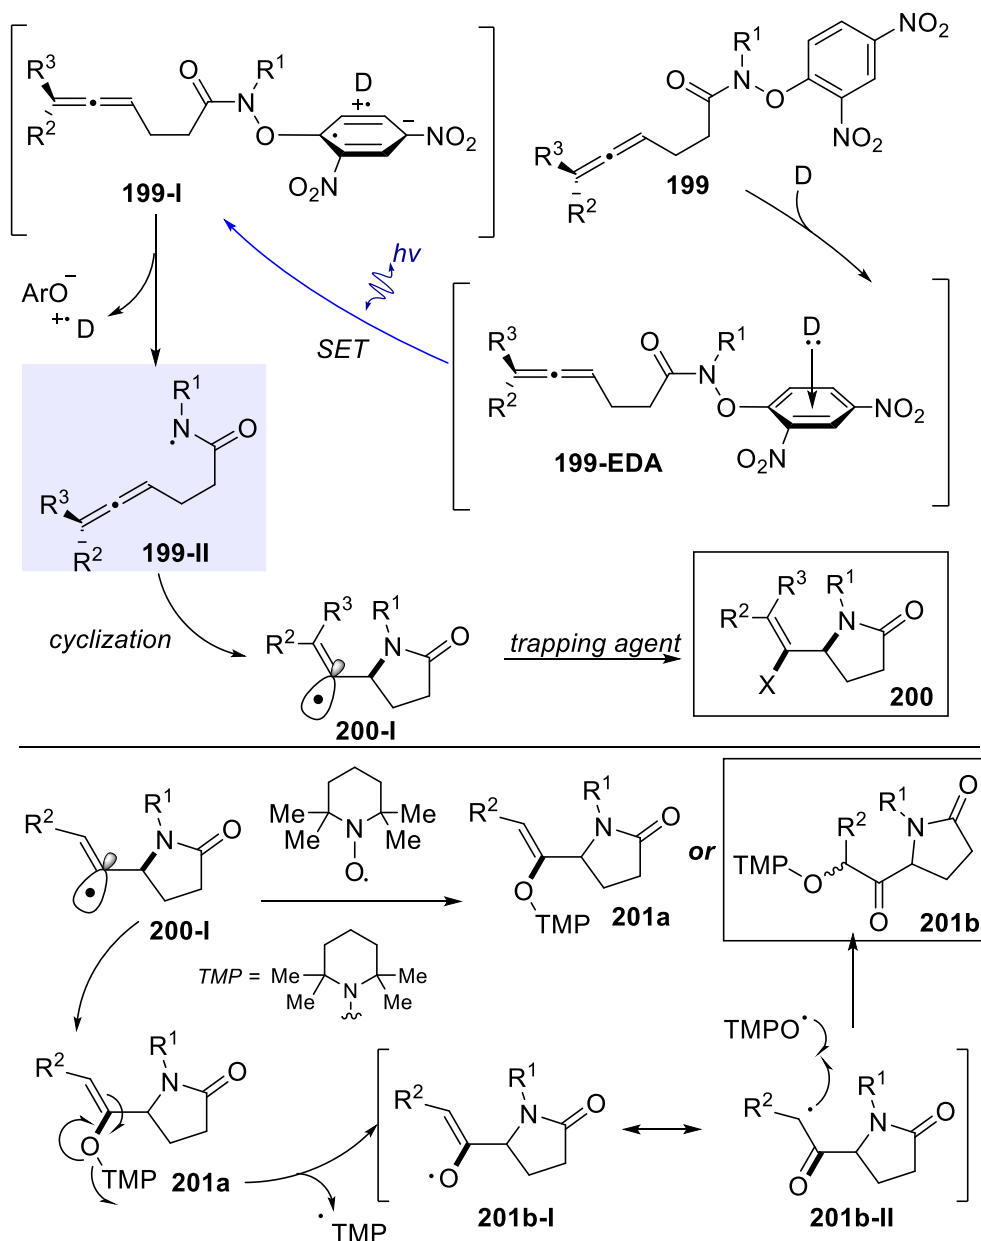 R³
R²
O
R¹
N
O
D
+•
•
−
NO₂
O₂N
199-I
R¹
O
N
O
NO₂
NO₂
R³
R²
199
D
ArO⁻
+• D
hν
SET
R³
R²
O
R¹
N
O
D
••
NO₂
O₂N
199-EDA
R¹
N
•
O
R³
R²
199-II
cyclization
R³
R²
R¹
N
O
200-I
trapping agent
R³
R²
R¹
N
O
X
200
R²
R¹
N
O
200-I
Me
Me
N
Me
Me
O•
R²
R¹
N
O
O
TMP
201a
or
R¹
O
R²
N
TMP
O
O
201b
TMP =
Me
Me
N
Me
Me
R²
R¹
N
O
O
TMP
201a
•TMP
R²
R¹
N
O
•O
201b-I
TMPO•
R²
•
R¹
N
O
O
201b-II